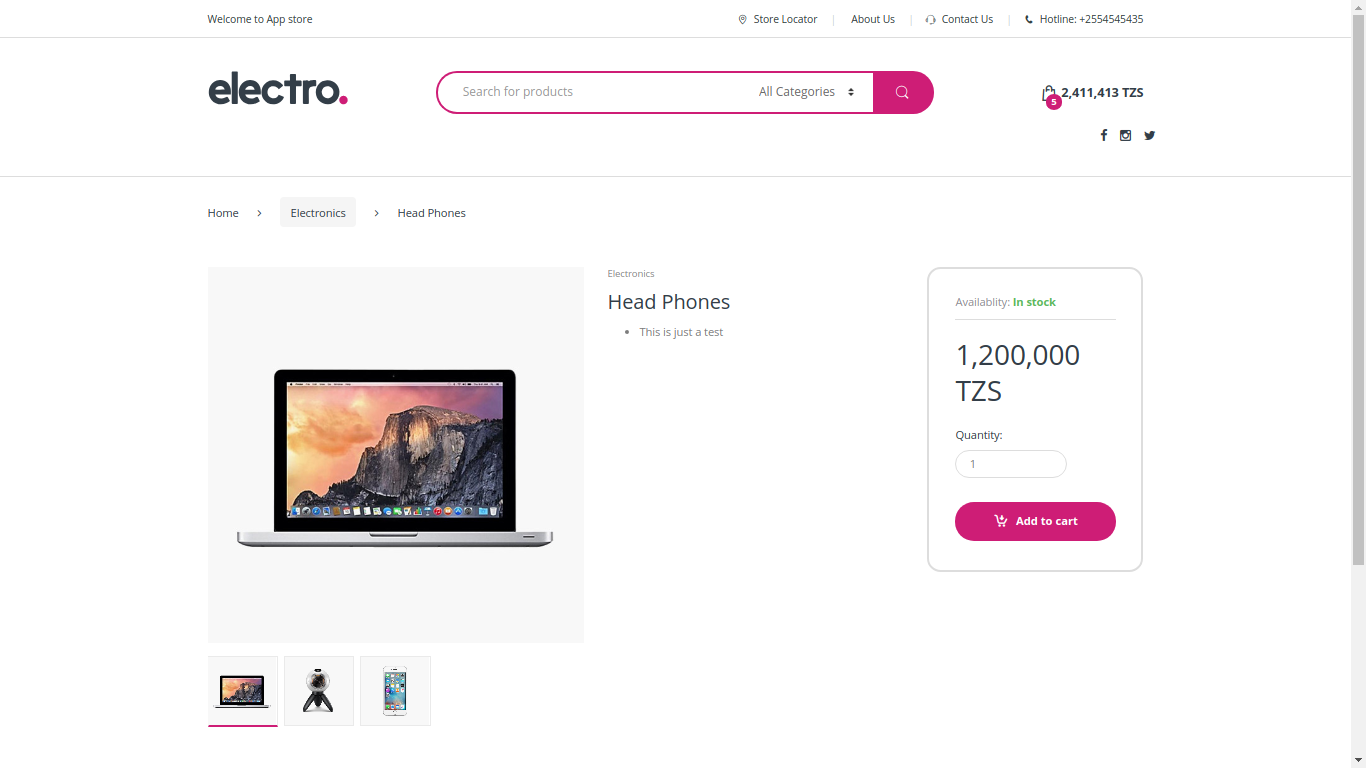 Welcome to App store
Store Locator
About Us
Contact Us
Hotline: +2554545435
electro.
Search for products
All Categories
5
2,411,413 TZS
Home
Electronics
Head Phones
Electronics
Head Phones
This is just a test
Availablity: In stock
1,200,000
TZS
Quantity:
1
Add to cart